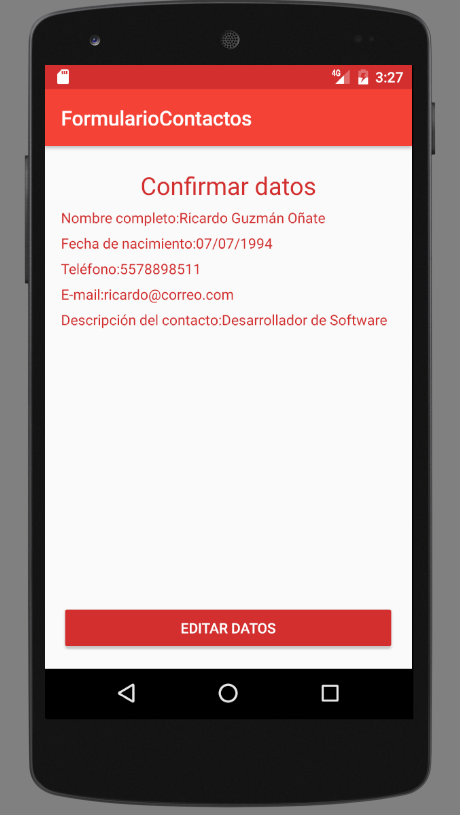 4G 3:27
FormularioContactos
Confirmar datos
Nombre completo:Ricardo Guzmán Oñate
Fecha de nacimiento:07/07/1994
Teléfono:5578898511
E-mail:ricardo@correo.com
Descripción del contacto:Desarrollador de Software
EDITAR DATOS